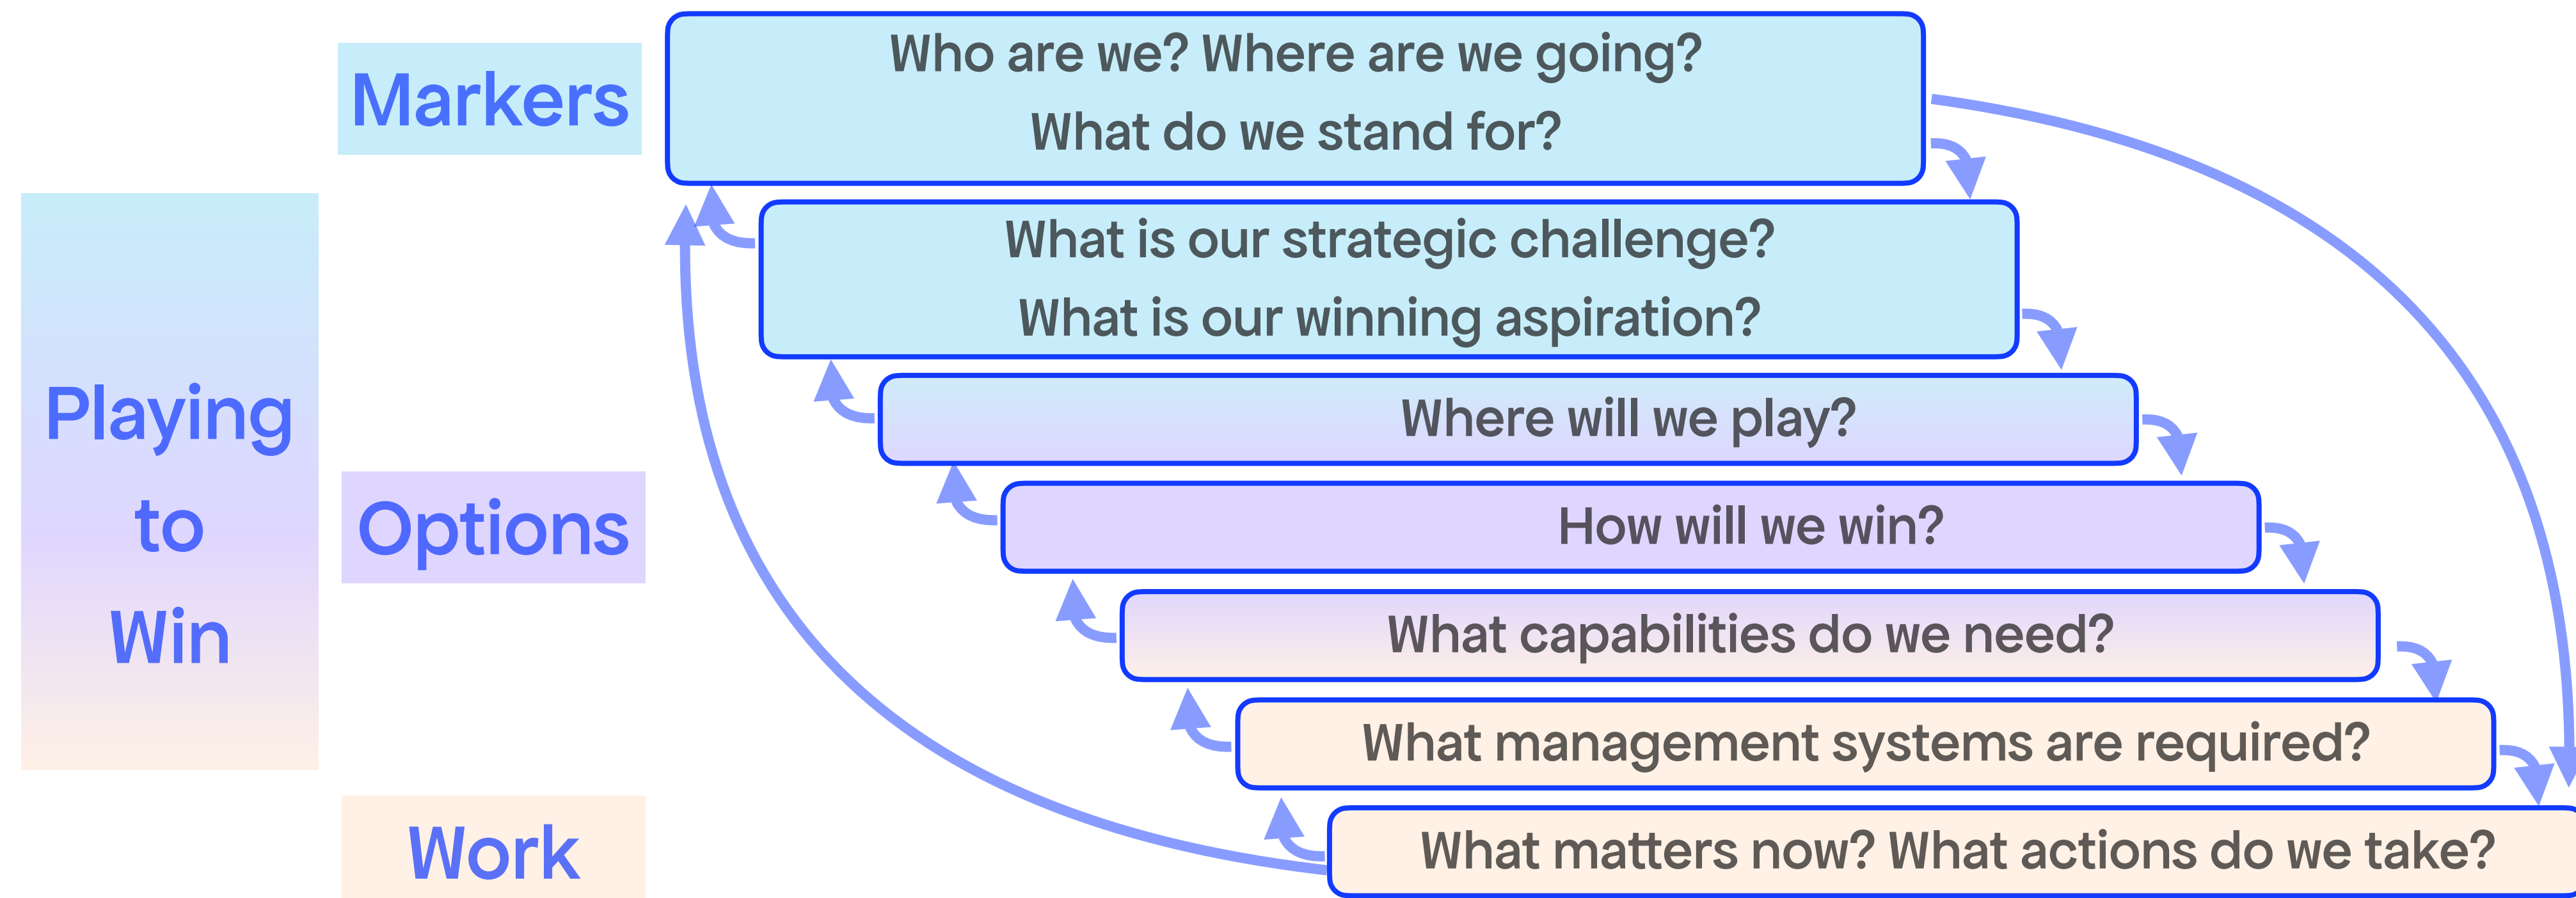 Markers
Who are we? Where are we going?
What do we stand for?
What is our strategic challenge?
What is our winning aspiration?
Playing
to
Win
Where will we play?
Options
How will we win?
What capabilities do we need?
What management systems are required?
Work
What matters now? What actions do we take?